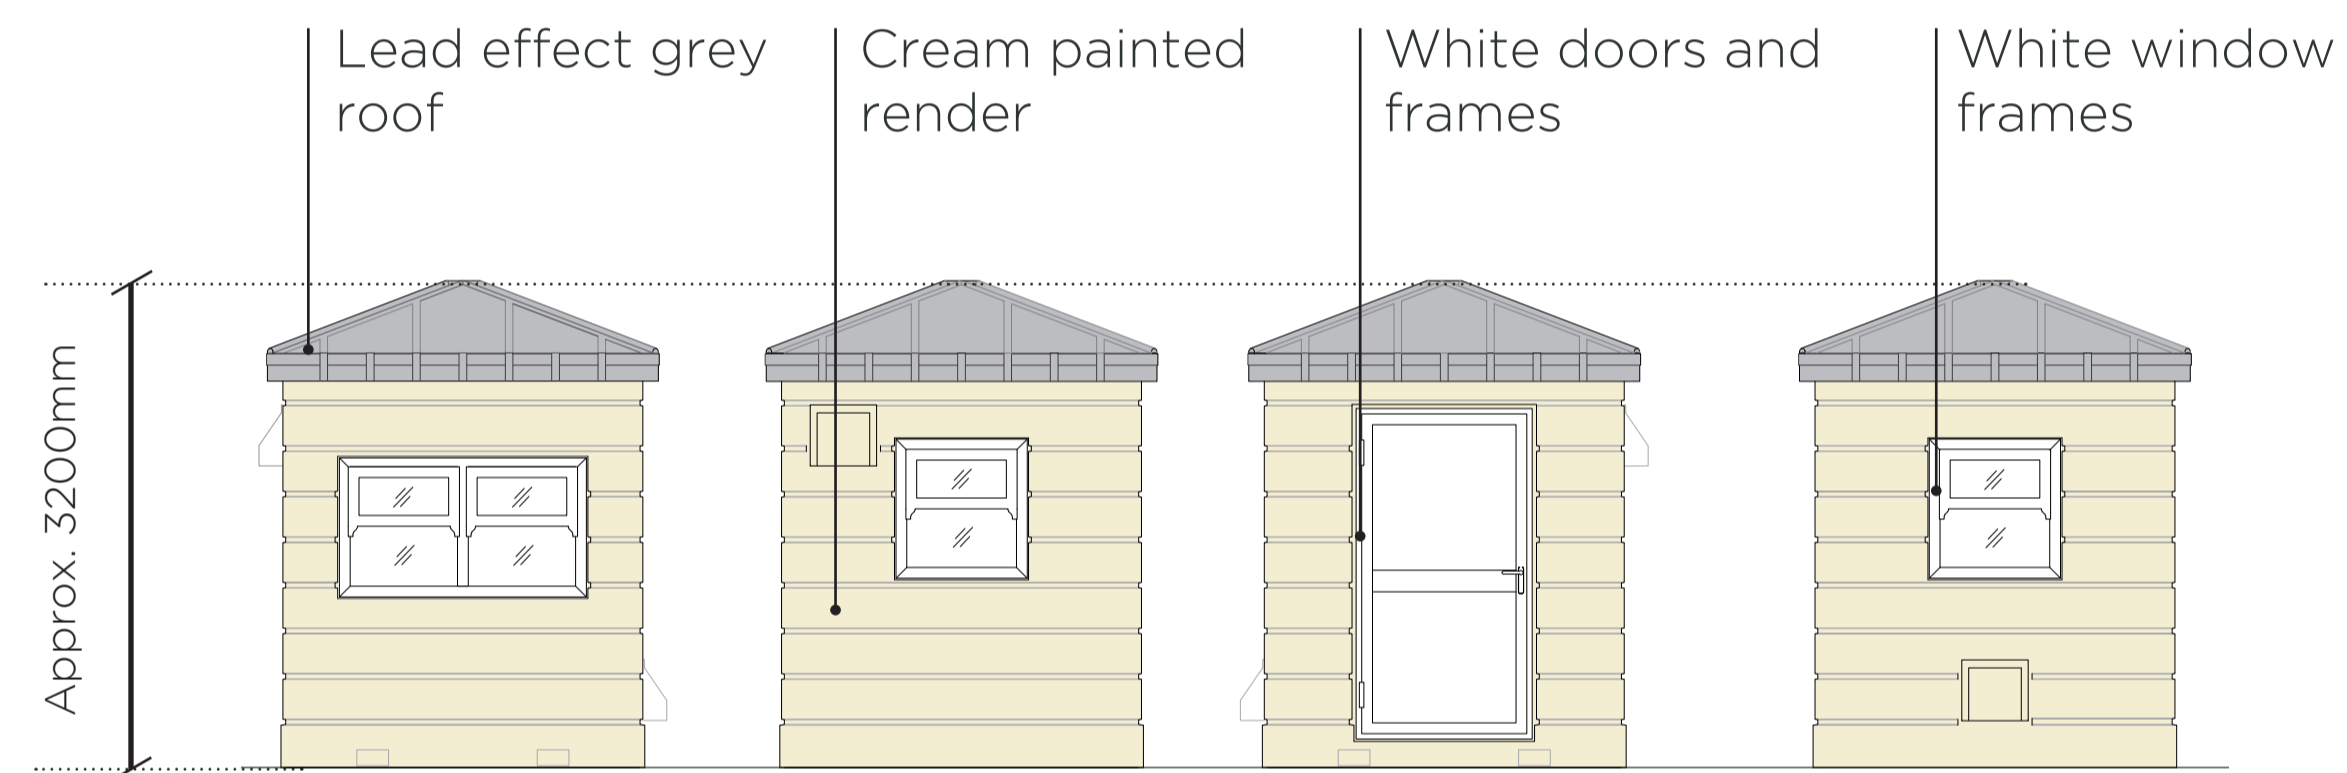 Lead effect grey
roof
Cream painted
render
White doors and
frames
White window
frames
Approx. 3200mm